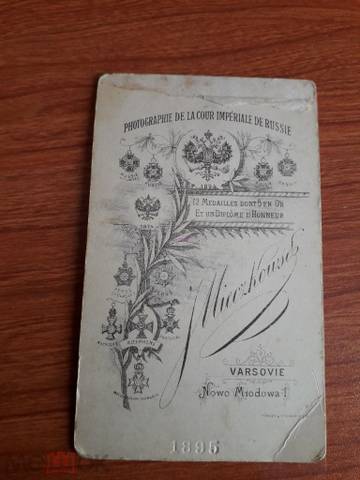 PHOTOGRAPHIE DE LA COUR IMPÉRIALE DE RUSSIE
12 MEDAILLES DONT 5 EN OR
ET UN DIPLÔME D'HONNEUR
J. Mieczkowski
VARSOVIE
Nowo Miodowa 1
1895